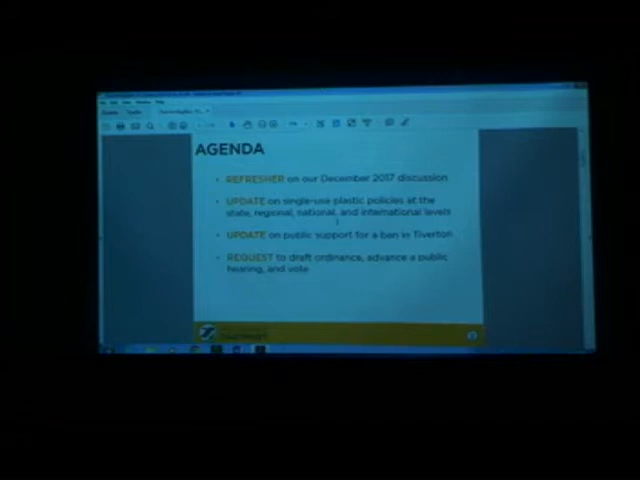 AGENDA
• REFRESHER on our December 2017 discussion
• UPDATE on single-use plastic policies at the
state, regional, national, and international levels
• UPDATE on public support for a ban in Tiverton
• REQUEST to draft ordinance, advance a public
hearing, and vote